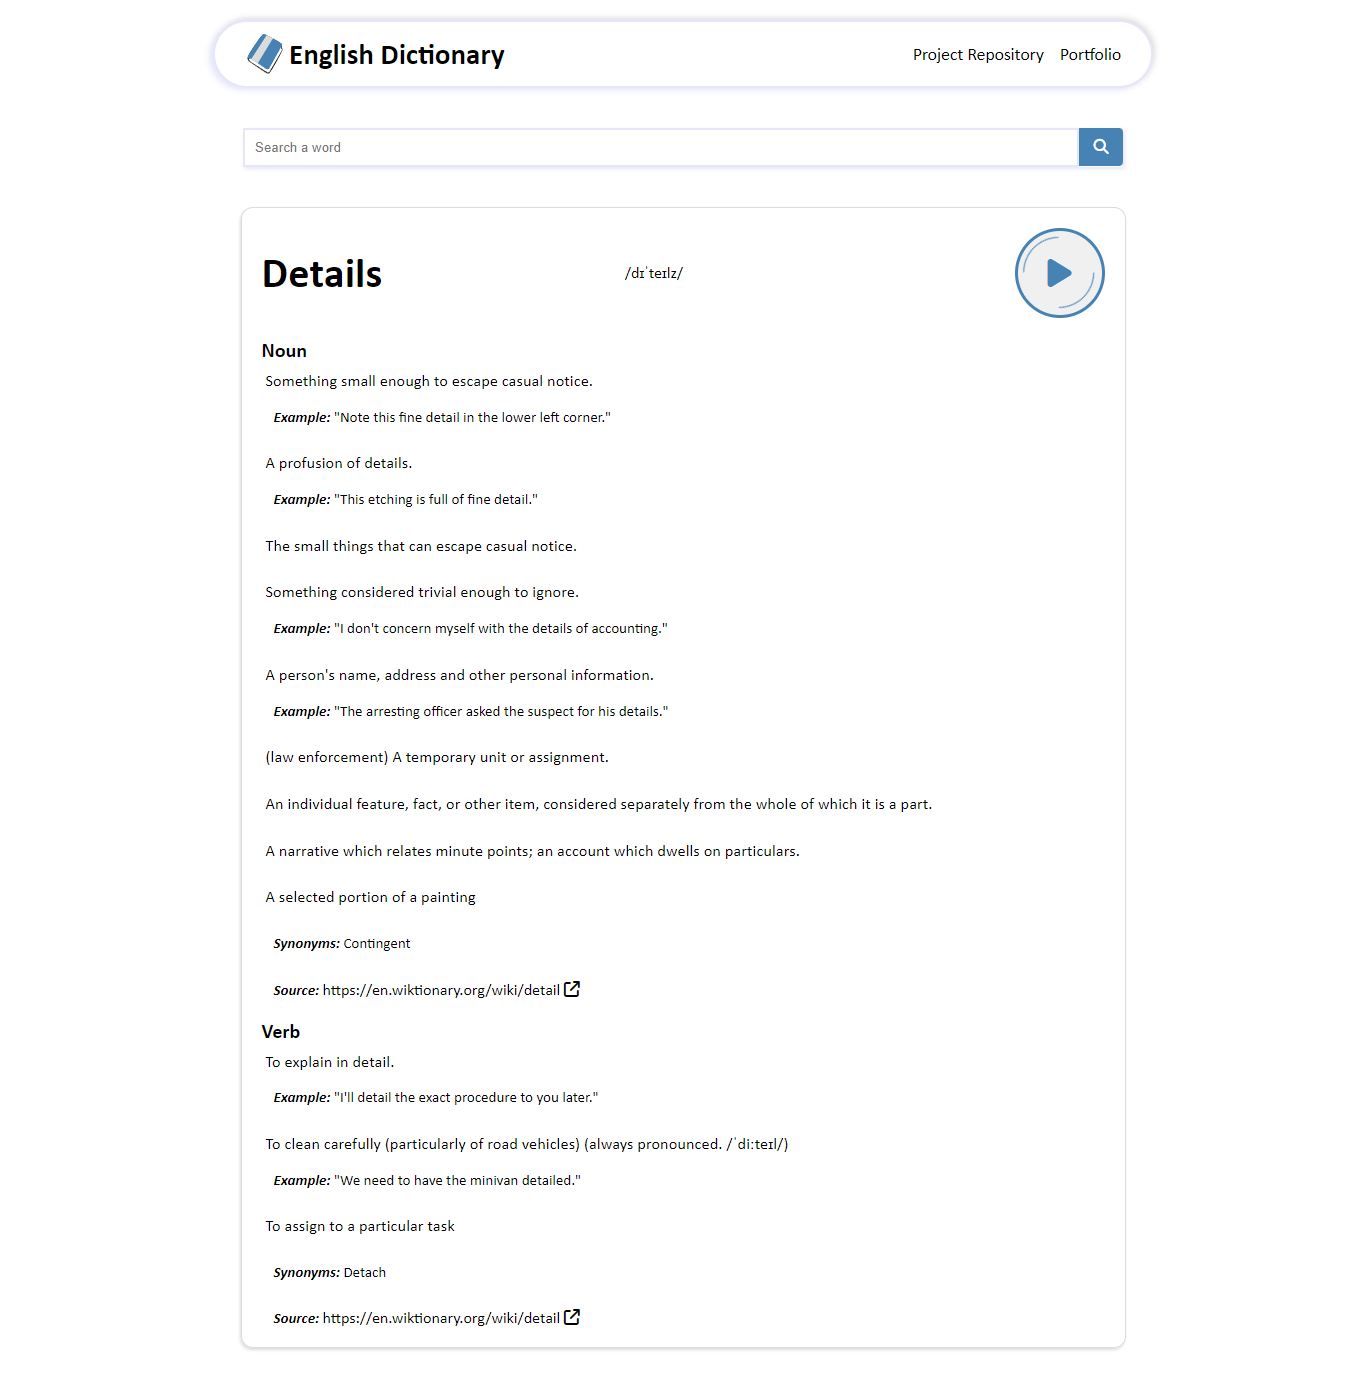 English Dictionary
Project Repository
Portfolio
Search a word
Details
/dɪˈteɪlz/
Noun
Something small enough to escape casual notice.
Example: "Note this fine detail in the lower left corner."
A profusion of details.
Example: "This etching is full of fine detail."
The small things that can escape casual notice.
Something considered trivial enough to ignore.
Example: "I don't concern myself with the details of accounting."
A person's name, address and other personal information.
Example: "The arresting officer asked the suspect for his details."
(law enforcement) A temporary unit or assignment.
An individual feature, fact, or other item, considered separately from the whole of which it is a part.
A narrative which relates minute points; an account which dwells on particulars.
A selected portion of a painting
Synonyms: Contingent
Source: https://en.wiktionary.org/wiki/detail
Verb
To explain in detail.
Example: "I'll detail the exact procedure to you later."
To clean carefully (particularly of road vehicles) (always pronounced. /ˈdiːteɪl/)
Example: "We need to have the minivan detailed."
To assign to a particular task
Synonyms: Detach
Source: https://en.wiktionary.org/wiki/detail